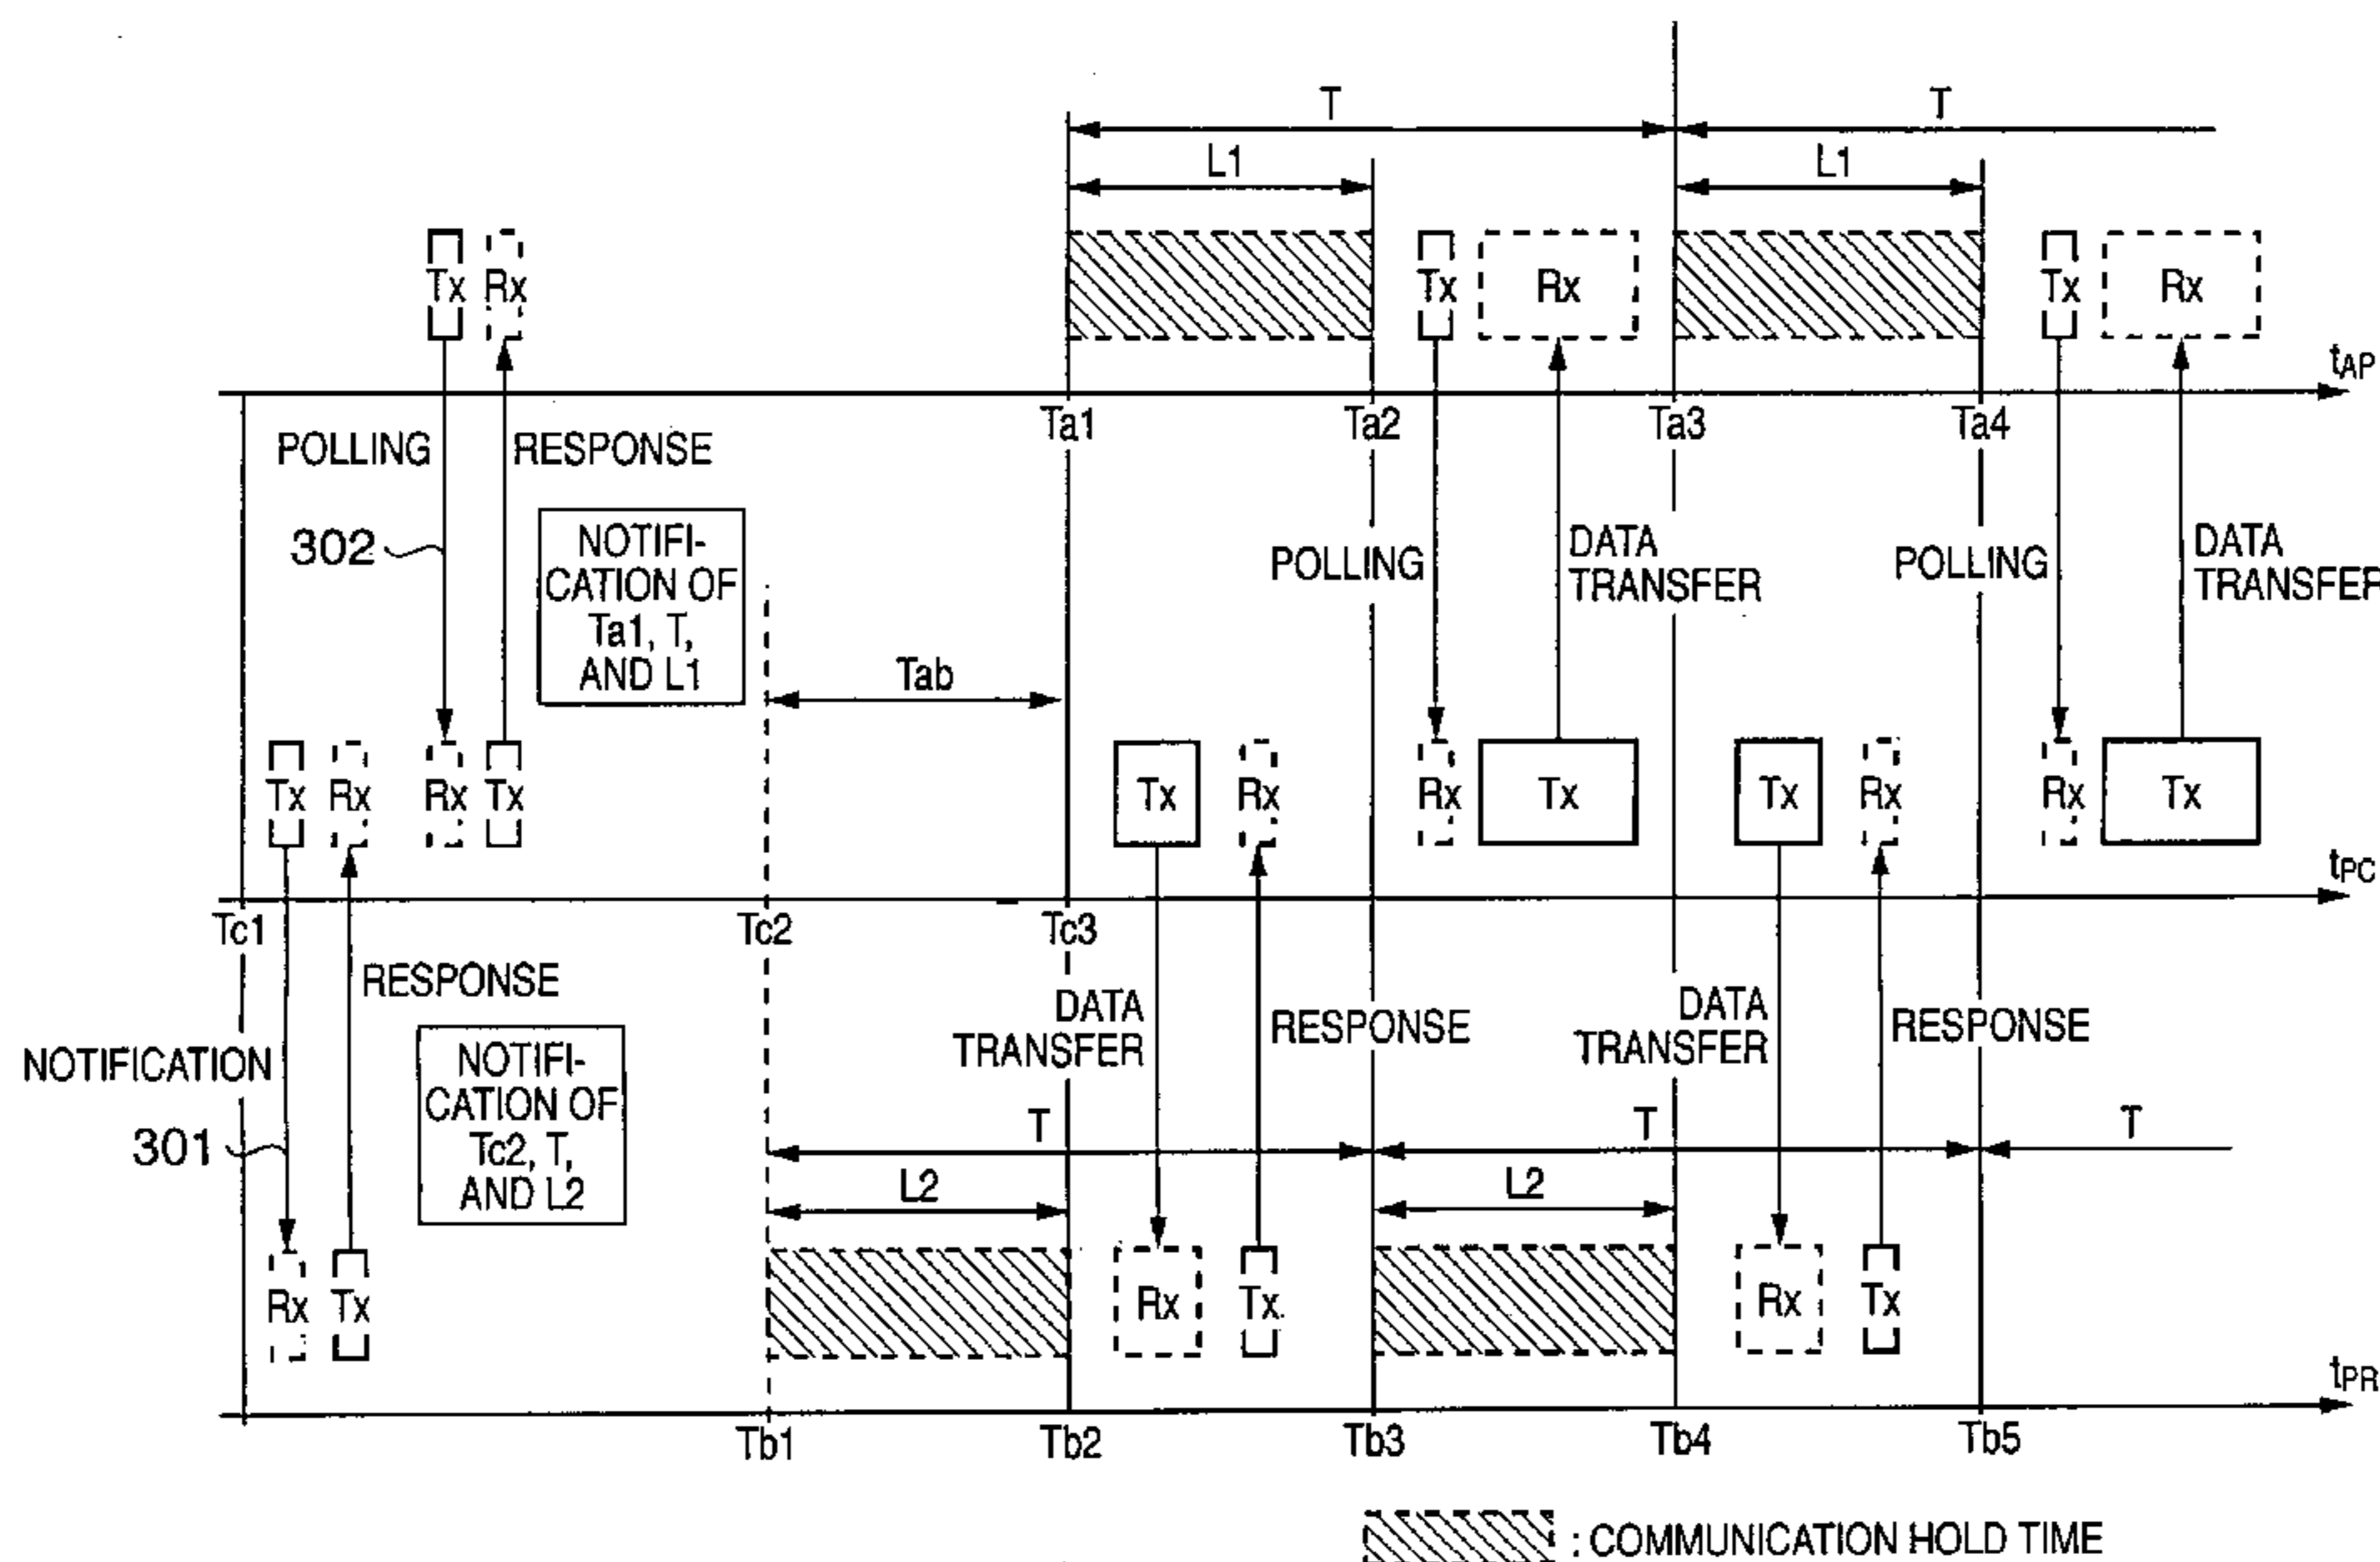 T
T
L1
L1
Tx
Rx
Tx
Rx
Tx
Rx
tAP
Ta1
Ta2
Ta3
Ta4
POLLING
RESPONSE
302
NOTIFI-
CATION OF
Ta1, T,
AND L1
POLLING
DATA
TRANSFER
POLLING
DATA
TRANSFER
Tab
Tx
Rx
Rx
Tx
Tx
Rx
Rx
Tx
Tx
Rx
Rx
Tx
tPC
Tc1
Tc2
Tc3
RESPONSE
NOTIFICATION
301
NOTIFI-
CATION OF
Tc2, T,
AND L2
DATA
TRANSFER
RESPONSE
DATA
TRANSFER
RESPONSE
T
T
T
L2
L2
Rx
Tx
Rx
Tx
Rx
Tx
tPR
Tb1
Tb2
Tb3
Tb4
Tb5
: COMMUNICATION HOLD TIME